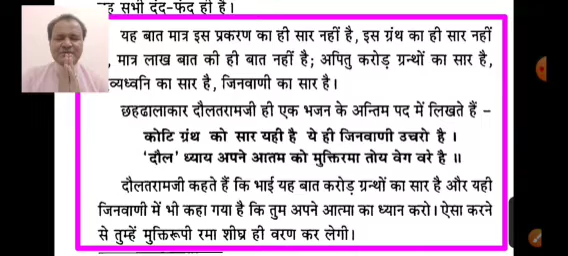 सभी दंद-फंद ही हैं।
यह बात मात्र इस प्रकरण का ही सार नहीं है, इस ग्रंथ का ही सार नहीं
, मात्र लाख बात की ही बात नहीं है; अपितु करोड़ ग्रन्थों का सार है,
व्यध्वनि का सार है, जिनवाणी का सार है।
छहढालाकार दौलतरामजी ही एक भजन के अन्तिम पद में लिखते हैं –
कोटि ग्रंथ को सार यही है ये ही जिनवाणी उचरो है ।
'दौल' ध्याय अपने आतम को मुक्तिरमा तोय वेग वरे है ॥
दौलतरामजी कहते हैं कि भाई यह बात करोड़ ग्रन्थों का सार है और यही
जिनवाणी में भी कहा गया है कि तुम अपने आत्मा का ध्यान करो। ऐसा करने
से तुम्हें मुक्तिरूपी रमा शीघ्र ही वरण कर लेगी।